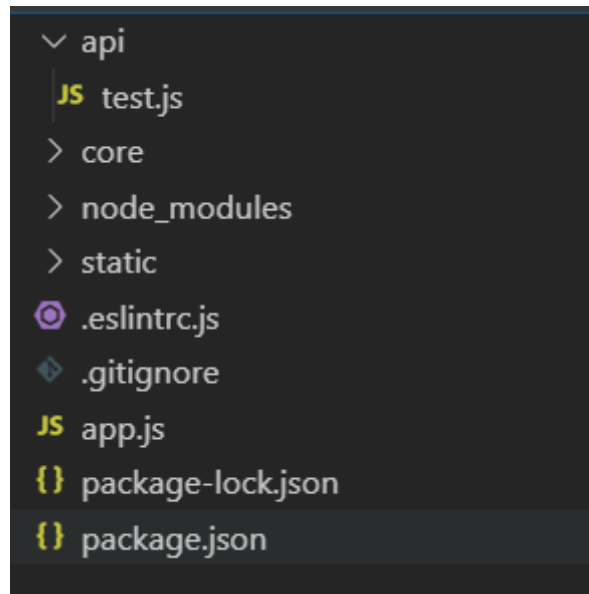 api
JS test.js
core
node_modules
static
.eslintrc.js
.gitignore
JS app.js
{} package-lock.json
{} package.json